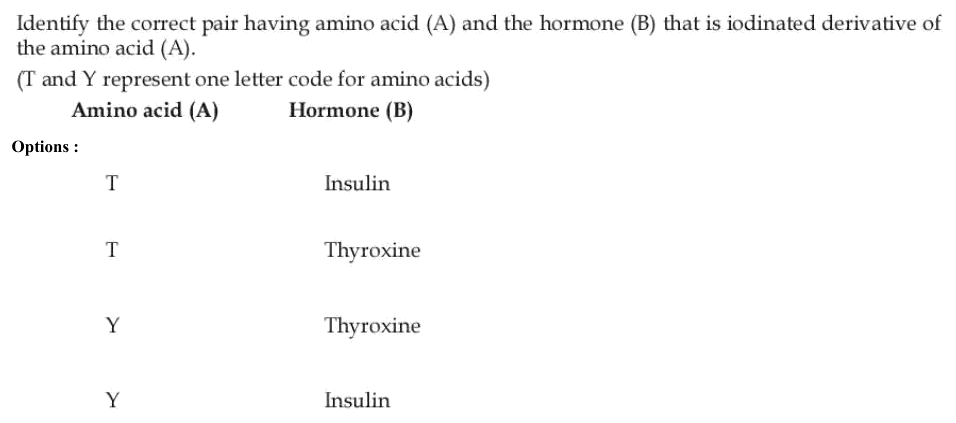 Identify the correct pair having amino acid (A) and the hormone (B) that is iodinated derivative of
the amino acid (A).
(T and Y represent one letter code for amino acids)
Amino acid (A) Hormone (B)
Options :
T Insulin
T Thyroxine
Y Thyroxine
Y Insulin